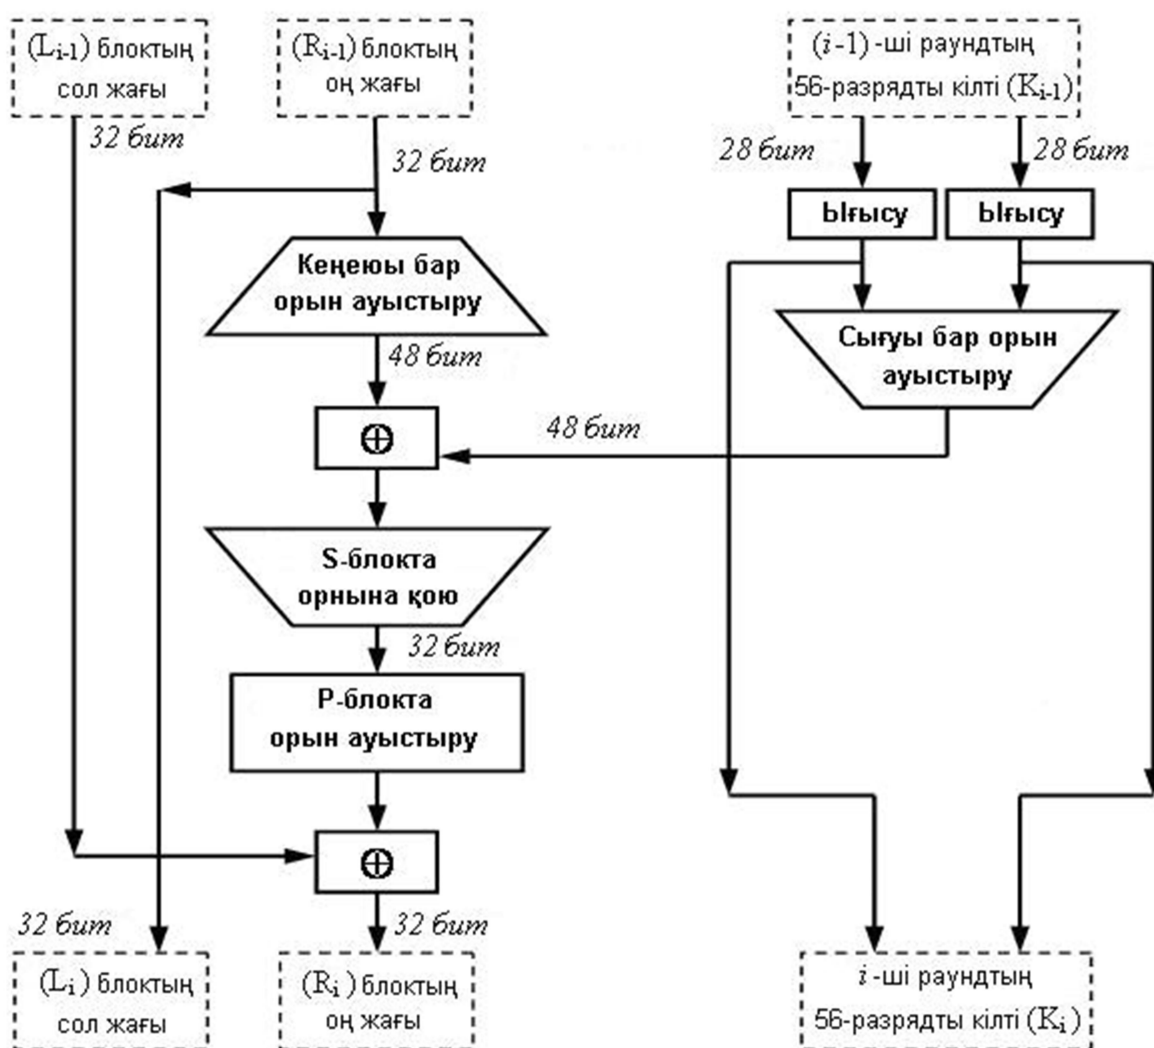 (Lᵢ₋₁) блоктың
сол жағы
(Rᵢ₋₁) блоктың
оң жағы
(i-1) -ші раундтың
56-разрядты кілті (Kᵢ₋₁)
32 бит
32 бит
28 бит
28 бит
Ығысу
Ығысу
Кеңеюы бар
орын ауыстыру
Сығуы бар орын
ауыстыру
48 бит
48 бит
⊕
S-блокта
орнына қою
32 бит
P-блокта
орын ауыстыру
⊕
32 бит
32 бит
(Lᵢ) блоктың
сол жағы
(Rᵢ) блоктың
оң жағы
i -ші раундтың
56-разрядты кілті (Kᵢ)